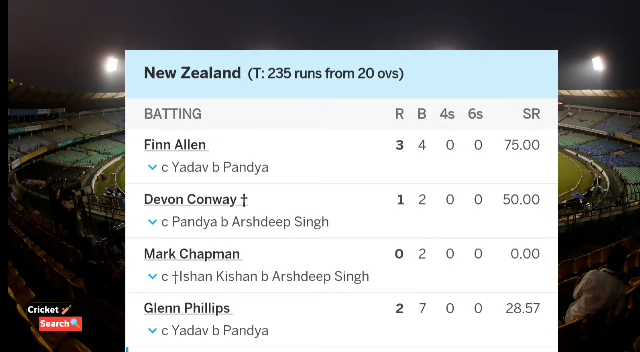 New Zealand (T: 235 runs from 20 ovs)
BATTING R B 4s 6s SR
Finn Allen 3 4 0 0 75.00
c Yadav b Pandya
Devon Conway † 1 2 0 0 50.00
c Pandya b Arshdeep Singh
Mark Chapman 0 2 0 0 0.00
c †Ishan Kishan b Arshdeep Singh
Glenn Phillips 2 7 0 0 28.57
c Yadav b Pandya
Cricket 🏏
Search🔍